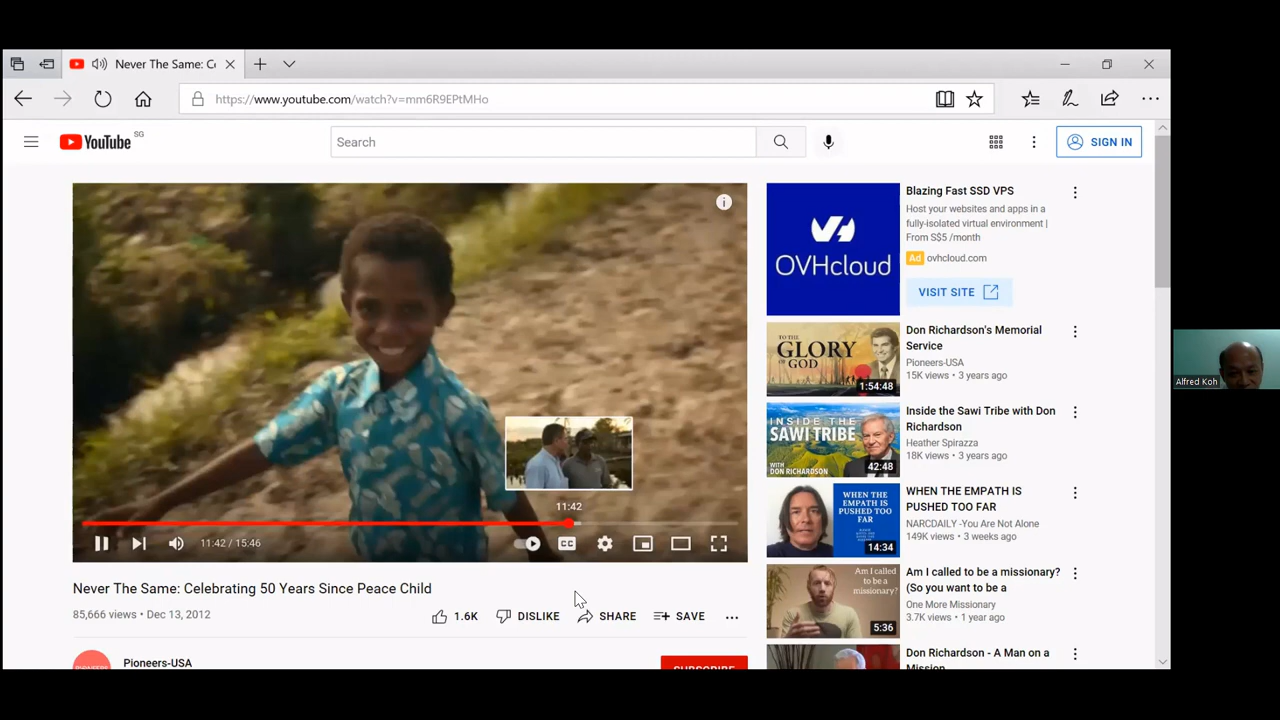 Never The Same: C
https://www.youtube.com/watch?v=mm6R9EPtMHo
YouTube SG
Search
SIGN IN
11:42
11:42 / 15:46
CC
Never The Same: Celebrating 50 Years Since Peace Child
85,666 views • Dec 13, 2012
1.6K
DISLIKE
SHARE
SAVE
Pioneers-USA
SUBSCRIBE
OVHcloud
Blazing Fast SSD VPS
Host your websites and apps in a
fully-isolated virtual environment |
From S$5 /month
Ad ovhcloud.com
VISIT SITE
TO THE
GLORY
OF GOD
1:54:48
Don Richardson's Memorial
Service
Pioneers-USA
15K views • 3 years ago
INSIDE THE
SAWI TRIBE
WITH DON
RICHARDSON
42:48
Inside the Sawi Tribe with Don
Richardson
Heather Spirazza
18K views • 3 years ago
WHEN THE
EMPATH IS
PUSHED TOO
FAR
14:34
WHEN THE EMPATH IS
PUSHED TOO FAR
NARCDAILY -You Are Not Alone
149K views • 3 weeks ago
Am I called
to be a
missionary?
5:36
Am I called to be a missionary?
(So you want to be a
One More Missionary
3.7K views • 1 year ago
Don Richardson - A Man on a
Mission
Alfred Koh